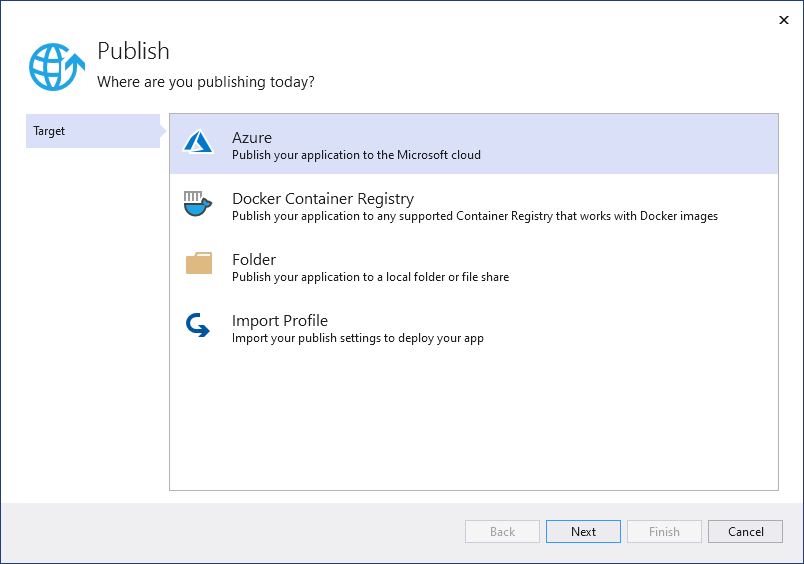 Publish
Where are you publishing today?
Target
Azure
Publish your application to the Microsoft cloud
Docker Container Registry
Publish your application to any supported Container Registry that works with Docker images
Folder
Publish your application to a local folder or file share
Import Profile
Import your publish settings to deploy your app
Back
Next
Finish
Cancel